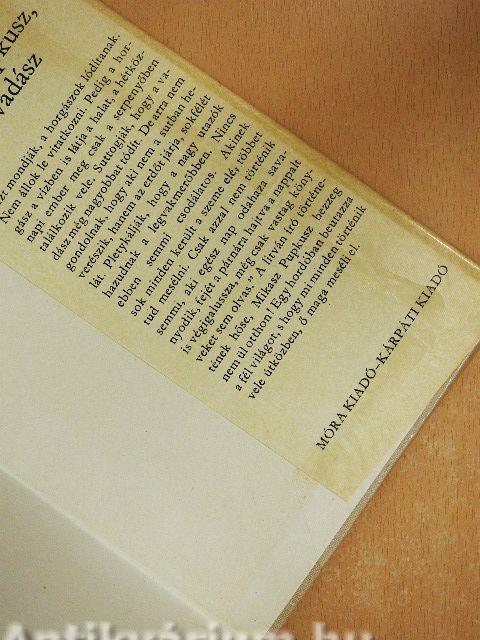 kusz,
vadász
zt mondják, a horgászok lódítanak.
Nem állok le vitatkozni. Pedig a hor-
gász a vízben is látja a halat, a hétköz-
napi ember meg csak a serpenyőben
találkozik vele. Suttogják, hogy a va-
dász még nagyobbat tódít. De arra nem
gondolnak, hogy aki nem a sutban he-
verészik, hanem az erdőt járja, sokfélét
lát. Pletykálják, hogy a nagy utazók
hazudnak a legvakmerőbben. Nincs
ebben semmi csodálatos. Akinek
sok minden került a szeme elé, többet
tud mesélni. Csak azzal nem történik
semmi, aki egész nap odahaza sava-
nyodik, fejét a párnára hajtva a nappalt
is végigalussza, még csak vastag köny-
veket sem olvas." A litván író történe-
tének hőse, Mikasz Pupkusz bezzeg
nem ül otthon! Egy hordóban beutazza
a fél világot, s hogy mi minden történik
vele útközben, ő maga meséli el.
MÓRA KIADÓ–KÁRPÁTI KIADÓ
Antikvárium.hu